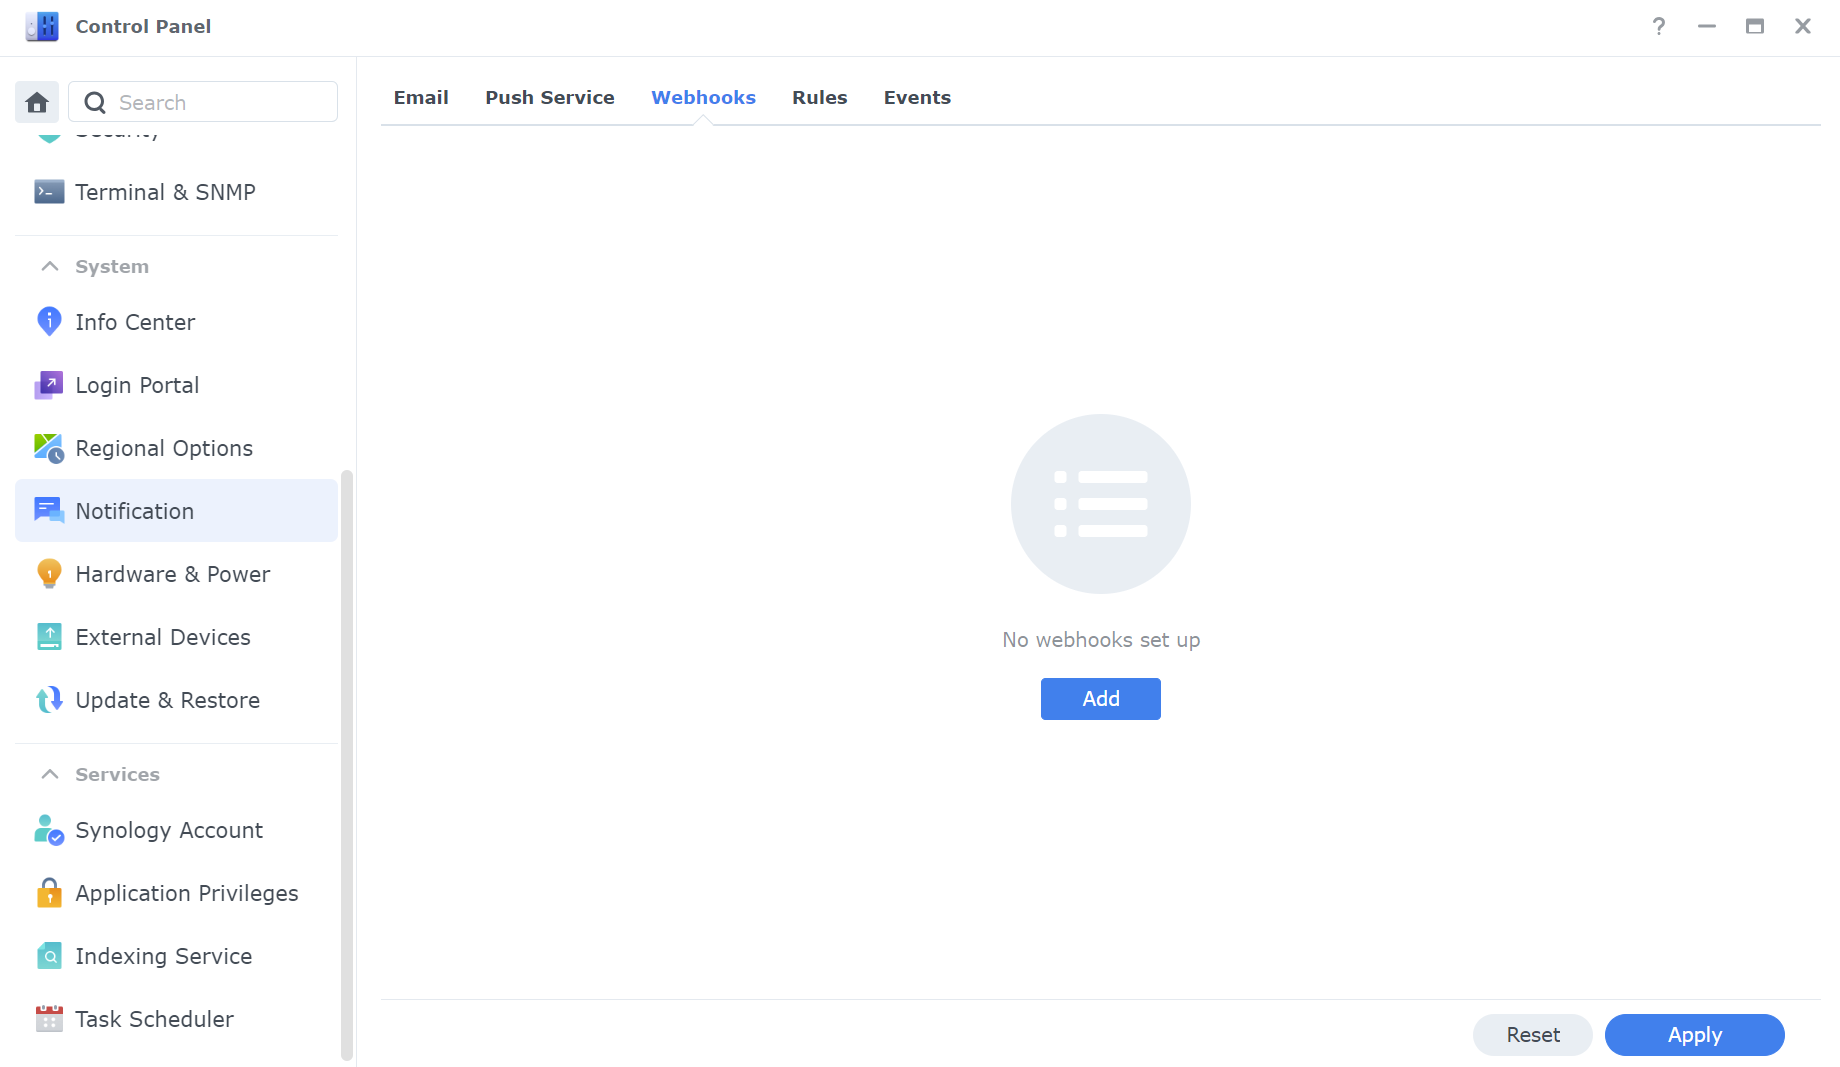 Control Panel
Search
Email
Push Service
Webhooks
Rules
Events
Security
Terminal & SNMP
System
Info Center
Login Portal
Regional Options
Notification
Hardware & Power
External Devices
Update & Restore
Services
Synology Account
Application Privileges
Indexing Service
Task Scheduler
No webhooks set up
Add
Reset
Apply